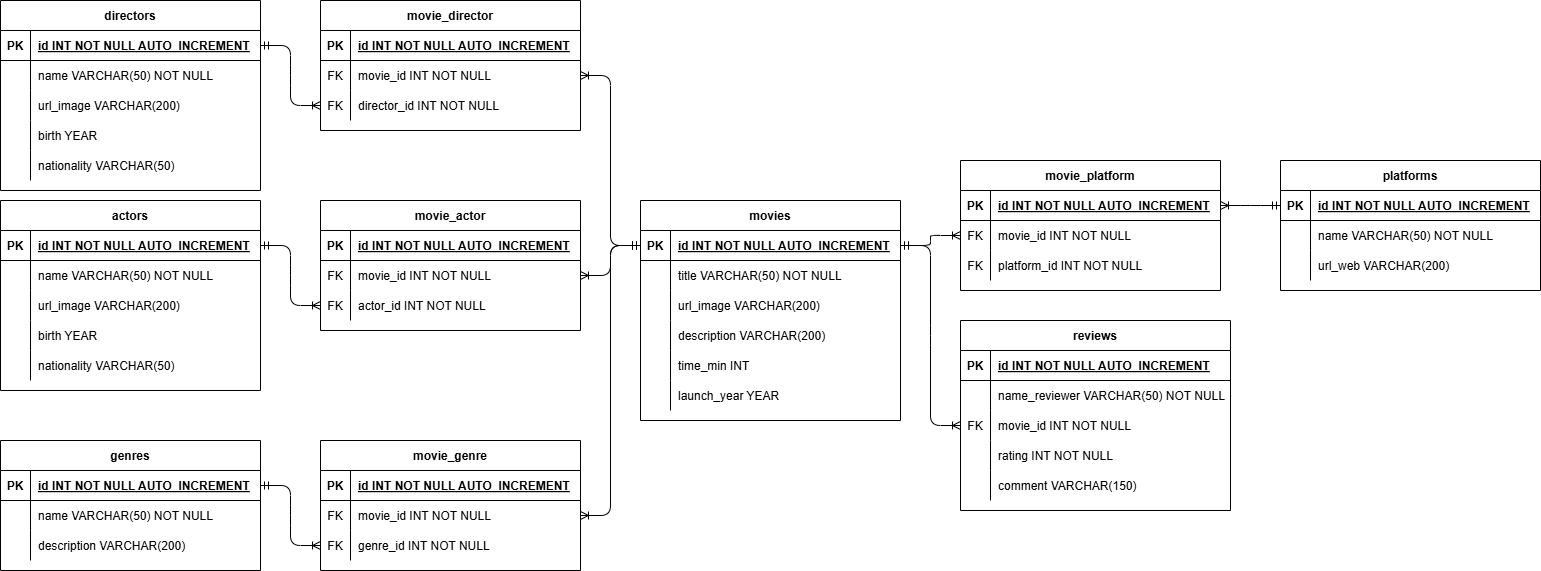 directors
PK id INT NOT NULL AUTO_INCREMENT
name VARCHAR(50) NOT NULL
url_image VARCHAR(200)
birth YEAR
nationality VARCHAR(50)
movie_director
PK id INT NOT NULL AUTO_INCREMENT
FK movie_id INT NOT NULL
FK director_id INT NOT NULL
actors
PK id INT NOT NULL AUTO_INCREMENT
name VARCHAR(50) NOT NULL
url_image VARCHAR(200)
birth YEAR
nationality VARCHAR(50)
movie_actor
PK id INT NOT NULL AUTO_INCREMENT
FK movie_id INT NOT NULL
FK actor_id INT NOT NULL
genres
PK id INT NOT NULL AUTO_INCREMENT
name VARCHAR(50) NOT NULL
description VARCHAR(200)
movie_genre
PK id INT NOT NULL AUTO_INCREMENT
FK movie_id INT NOT NULL
FK genre_id INT NOT NULL
movies
PK id INT NOT NULL AUTO_INCREMENT
title VARCHAR(50) NOT NULL
url_image VARCHAR(200)
description VARCHAR(200)
time_min INT
launch_year YEAR
movie_platform
PK id INT NOT NULL AUTO_INCREMENT
FK movie_id INT NOT NULL
FK platform_id INT NOT NULL
platforms
PK id INT NOT NULL AUTO_INCREMENT
name VARCHAR(50) NOT NULL
url_web VARCHAR(200)
reviews
PK id INT NOT NULL AUTO_INCREMENT
name_reviewer VARCHAR(50) NOT NULL
FK movie_id INT NOT NULL
rating INT NOT NULL
comment VARCHAR(150)